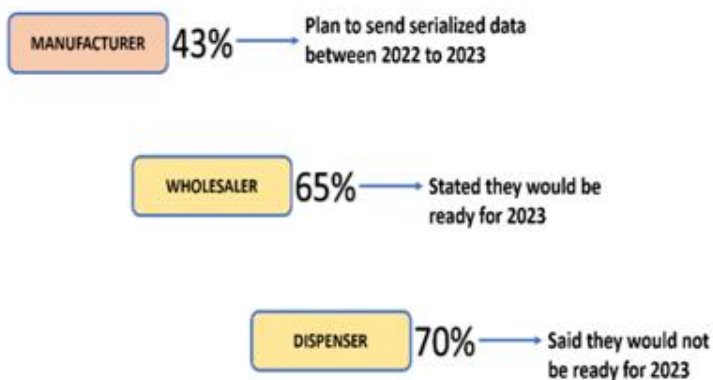 MANUFACTURER 43% Plan to send serialized data
between 2022 to 2023
WHOLESALER 65% Stated they would be
ready for 2023
DISPENSER 70% Said they would not
be ready for 2023